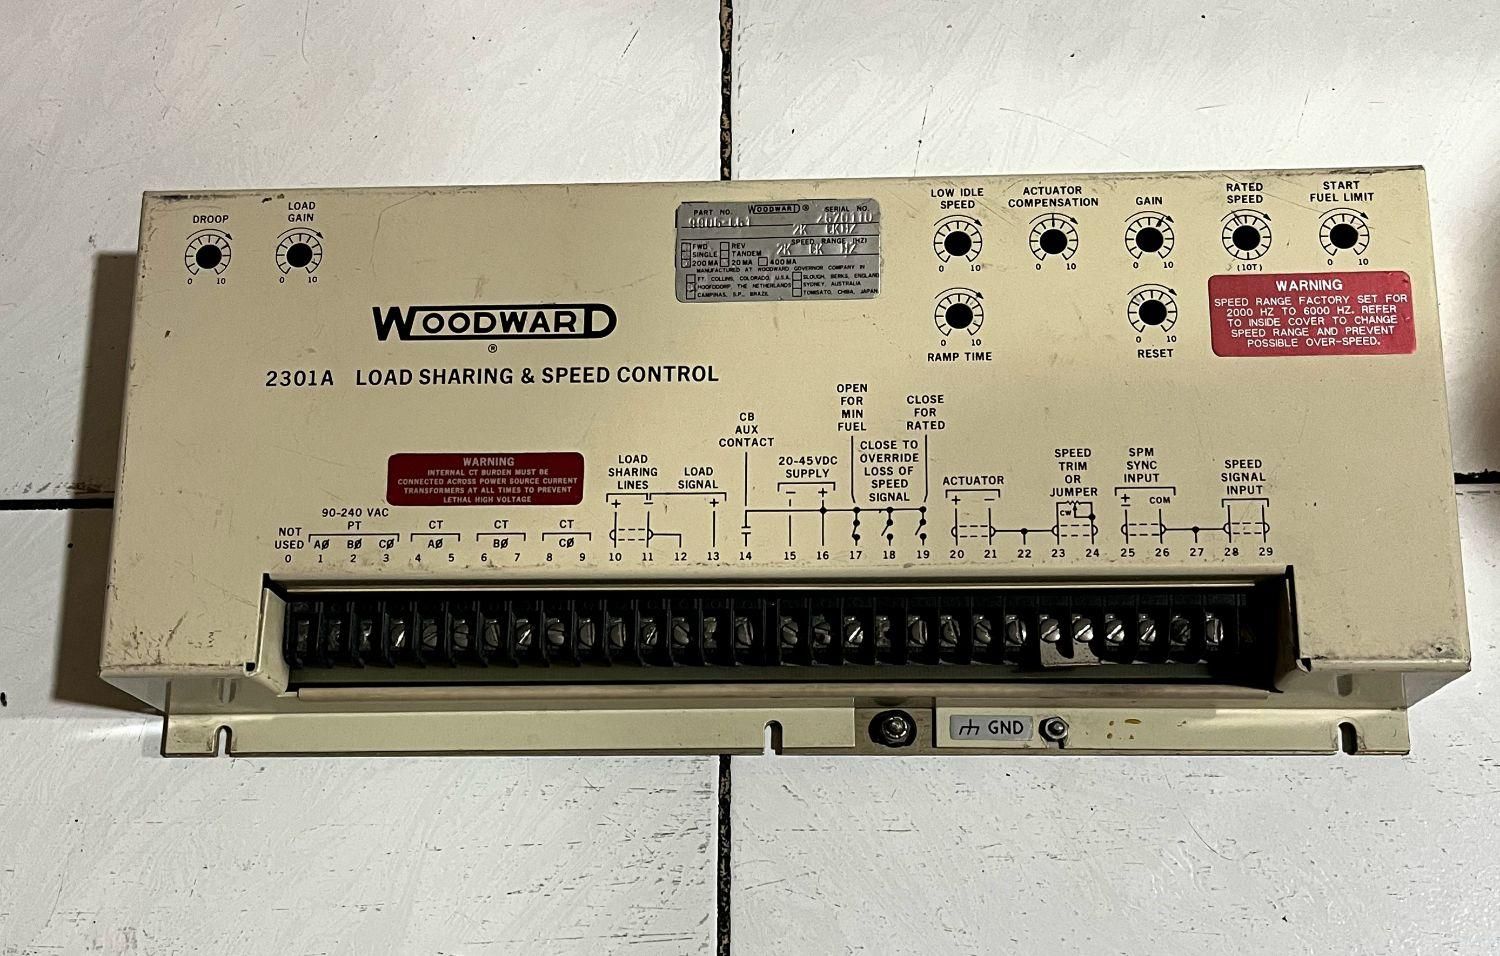 DROOP
0 10
LOAD
GAIN
0 10
PART NO. WOODWARD ® SERIAL NO.
SPEED RANGE (HZ)
FWD REV
SINGLE TANDEM
200 MA 20 MA 400 MA
MANUFACTURED AT WOODWARD GOVERNOR COMPANY IN
FT. COLLINS, COLORADO, U.S.A. SLOUGH, BERKS, ENGLAND
HOOFDDORP, THE NETHERLANDS SYDNEY, AUSTRALIA
CAMPINAS, S.P., BRAZIL TOMISATO, CHIBA, JAPAN
LOW IDLE
SPEED
0 10
ACTUATOR
COMPENSATION
0 10
GAIN
0 10
RATED
SPEED
(10T)
START
FUEL LIMIT
0 10
0 10
RAMP TIME
0 10
RESET
WARNING
SPEED RANGE FACTORY SET FOR
2000 HZ TO 6000 HZ. REFER
TO INSIDE COVER TO CHANGE
SPEED RANGE AND PREVENT
POSSIBLE OVER-SPEED.
WOODWARD
®
2301A LOAD SHARING & SPEED CONTROL
WARNING
INTERNAL CT BURDEN MUST BE
CONNECTED ACROSS POWER SOURCE CURRENT
TRANSFORMERS AT ALL TIMES TO PREVENT
LETHAL HIGH VOLTAGE
NOT
USED
90-240 VAC
PT
AØ BØ CØ
CT
AØ
CT
BØ
CT
CØ
LOAD
SHARING
LINES
+ −
LOAD
SIGNAL
+
CB
AUX
CONTACT
20-45VDC
SUPPLY
− +
OPEN
FOR
MIN
FUEL
CLOSE TO
OVERRIDE
LOSS OF
SPEED
SIGNAL
CLOSE
FOR
RATED
ACTUATOR
+ −
SPEED
TRIM
OR
JUMPER
CW
SPM
SYNC
INPUT
± COM
SPEED
SIGNAL
INPUT
0 1 2 3 4 5 6 7 8 9 10 11 12 13 14 15 16 17 18 19 20 21 22 23 24 25 26 27 28 29
GND